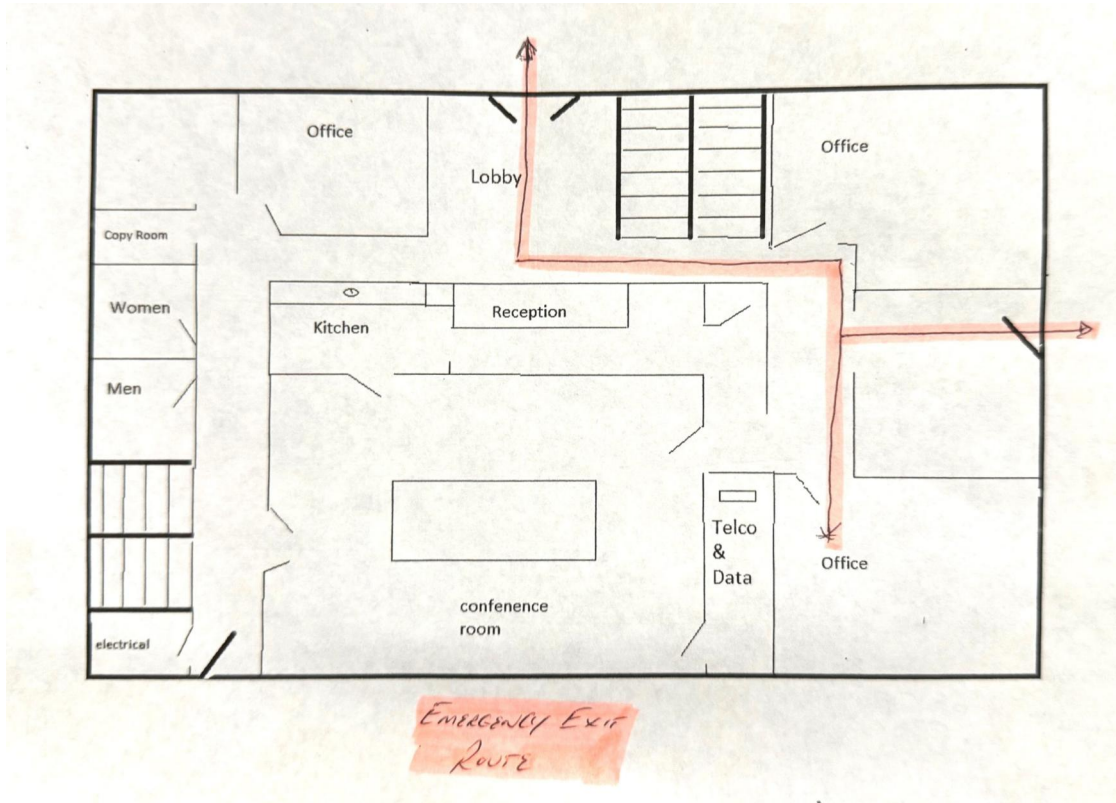 Office
Office
Lobby
Copy Room
Women
Reception
Kitchen
Men
Telco
&
Data
Office
confenence
room
electrical
EMERGENCY EXIT
ROUTE